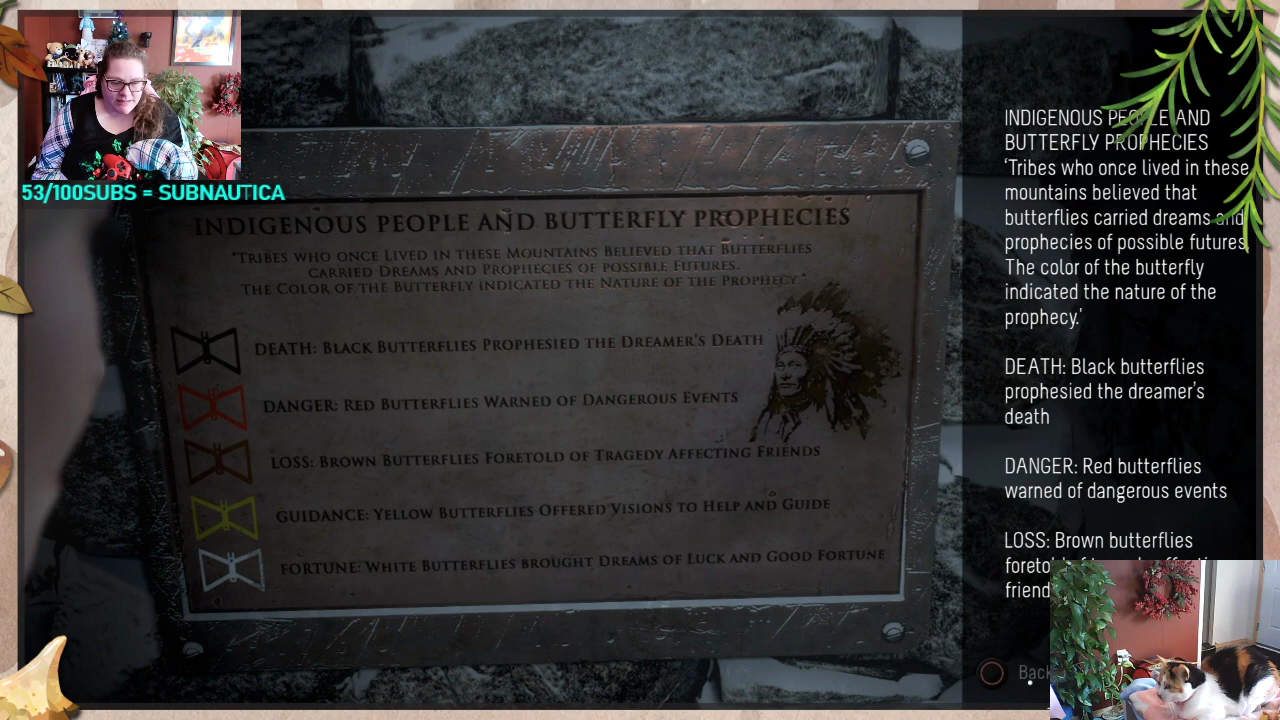 53/100SUBS = SUBNAUTICA
INDIGENOUS PEOPLE AND BUTTERFLY PROPHECIES
"TRIBES WHO ONCE LIVED IN THESE MOUNTAINS BELIEVED THAT BUTTERFLIES
CARRIED DREAMS AND PROPHECIES OF POSSIBLE FUTURES.
THE COLOR OF THE BUTTERFLY INDICATED THE NATURE OF THE PROPHECY."
DEATH: BLACK BUTTERFLIES PROPHESIED THE DREAMER'S DEATH
DANGER: RED BUTTERFLIES WARNED OF DANGEROUS EVENTS
LOSS: BROWN BUTTERFLIES FORETOLD OF TRAGEDY AFFECTING FRIENDS
GUIDANCE: YELLOW BUTTERFLIES OFFERED VISIONS TO HELP AND GUIDE
FORTUNE: WHITE BUTTERFLIES BROUGHT DREAMS OF LUCK AND GOOD FORTUNE
INDIGENOUS PEOPLE AND
BUTTERFLY PROPHECIES
'Tribes who once lived in these
mountains believed that
butterflies carried dreams and
prophecies of possible futures.
The color of the butterfly
indicated the nature of the
prophecy.'
DEATH: Black butterflies
prophesied the dreamer's
death
DANGER: Red butterflies
warned of dangerous events
LOSS: Brown butterflies
Back